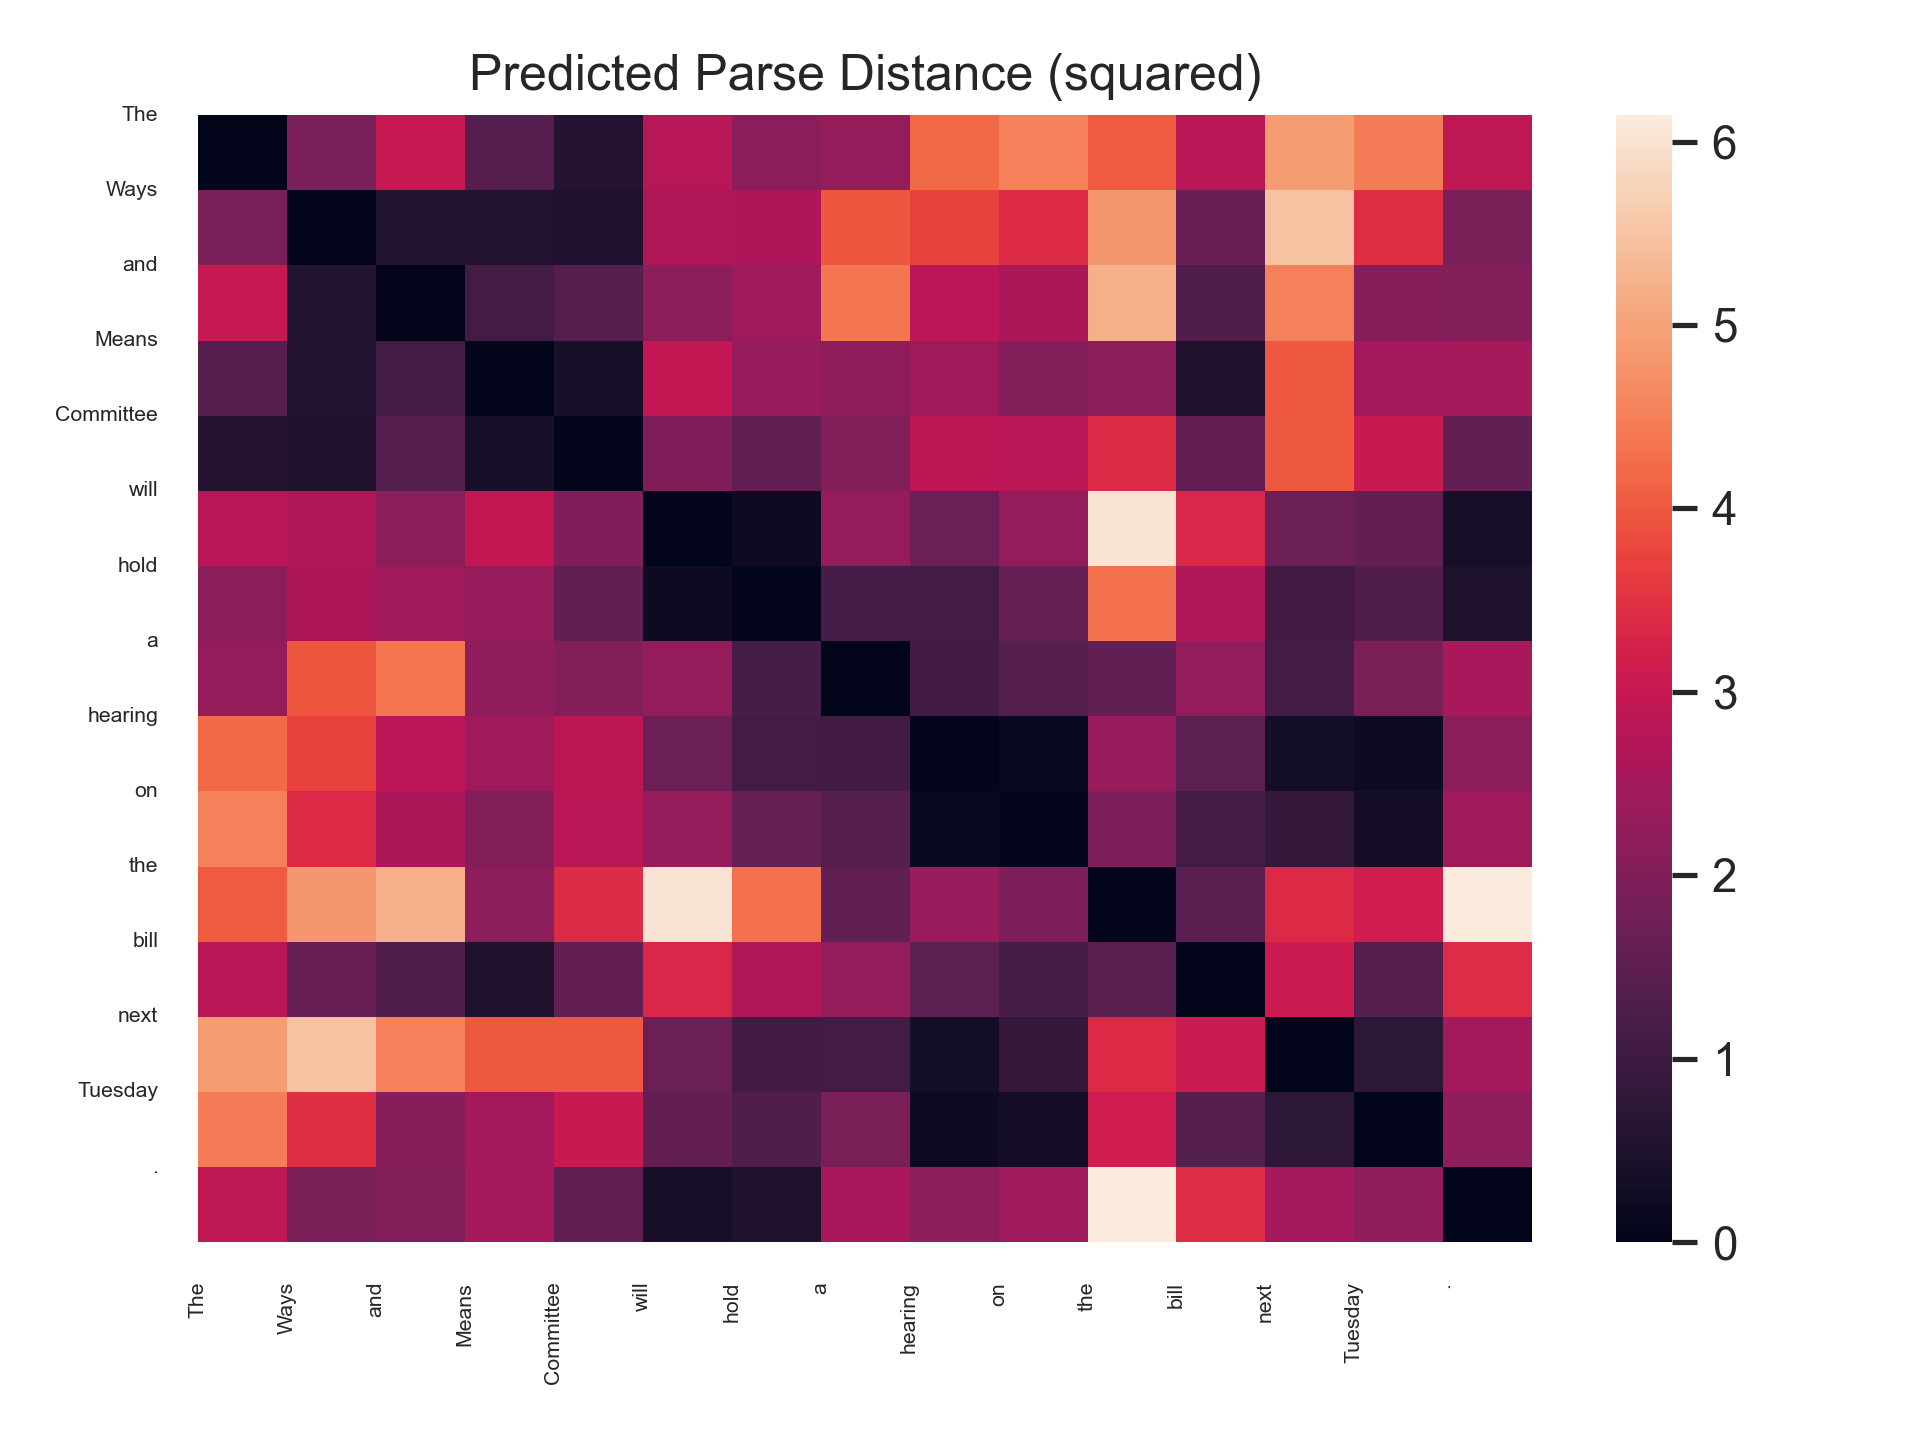 Predicted Parse Distance (squared)
The
Ways
and
Means
Committee
will
hold
a
hearing
on
the
bill
next
Tuesday
.
The
Ways
and
Means
Committee
will
hold
a
hearing
on
the
bill
next
Tuesday
.
6
5
4
3
2
1
0